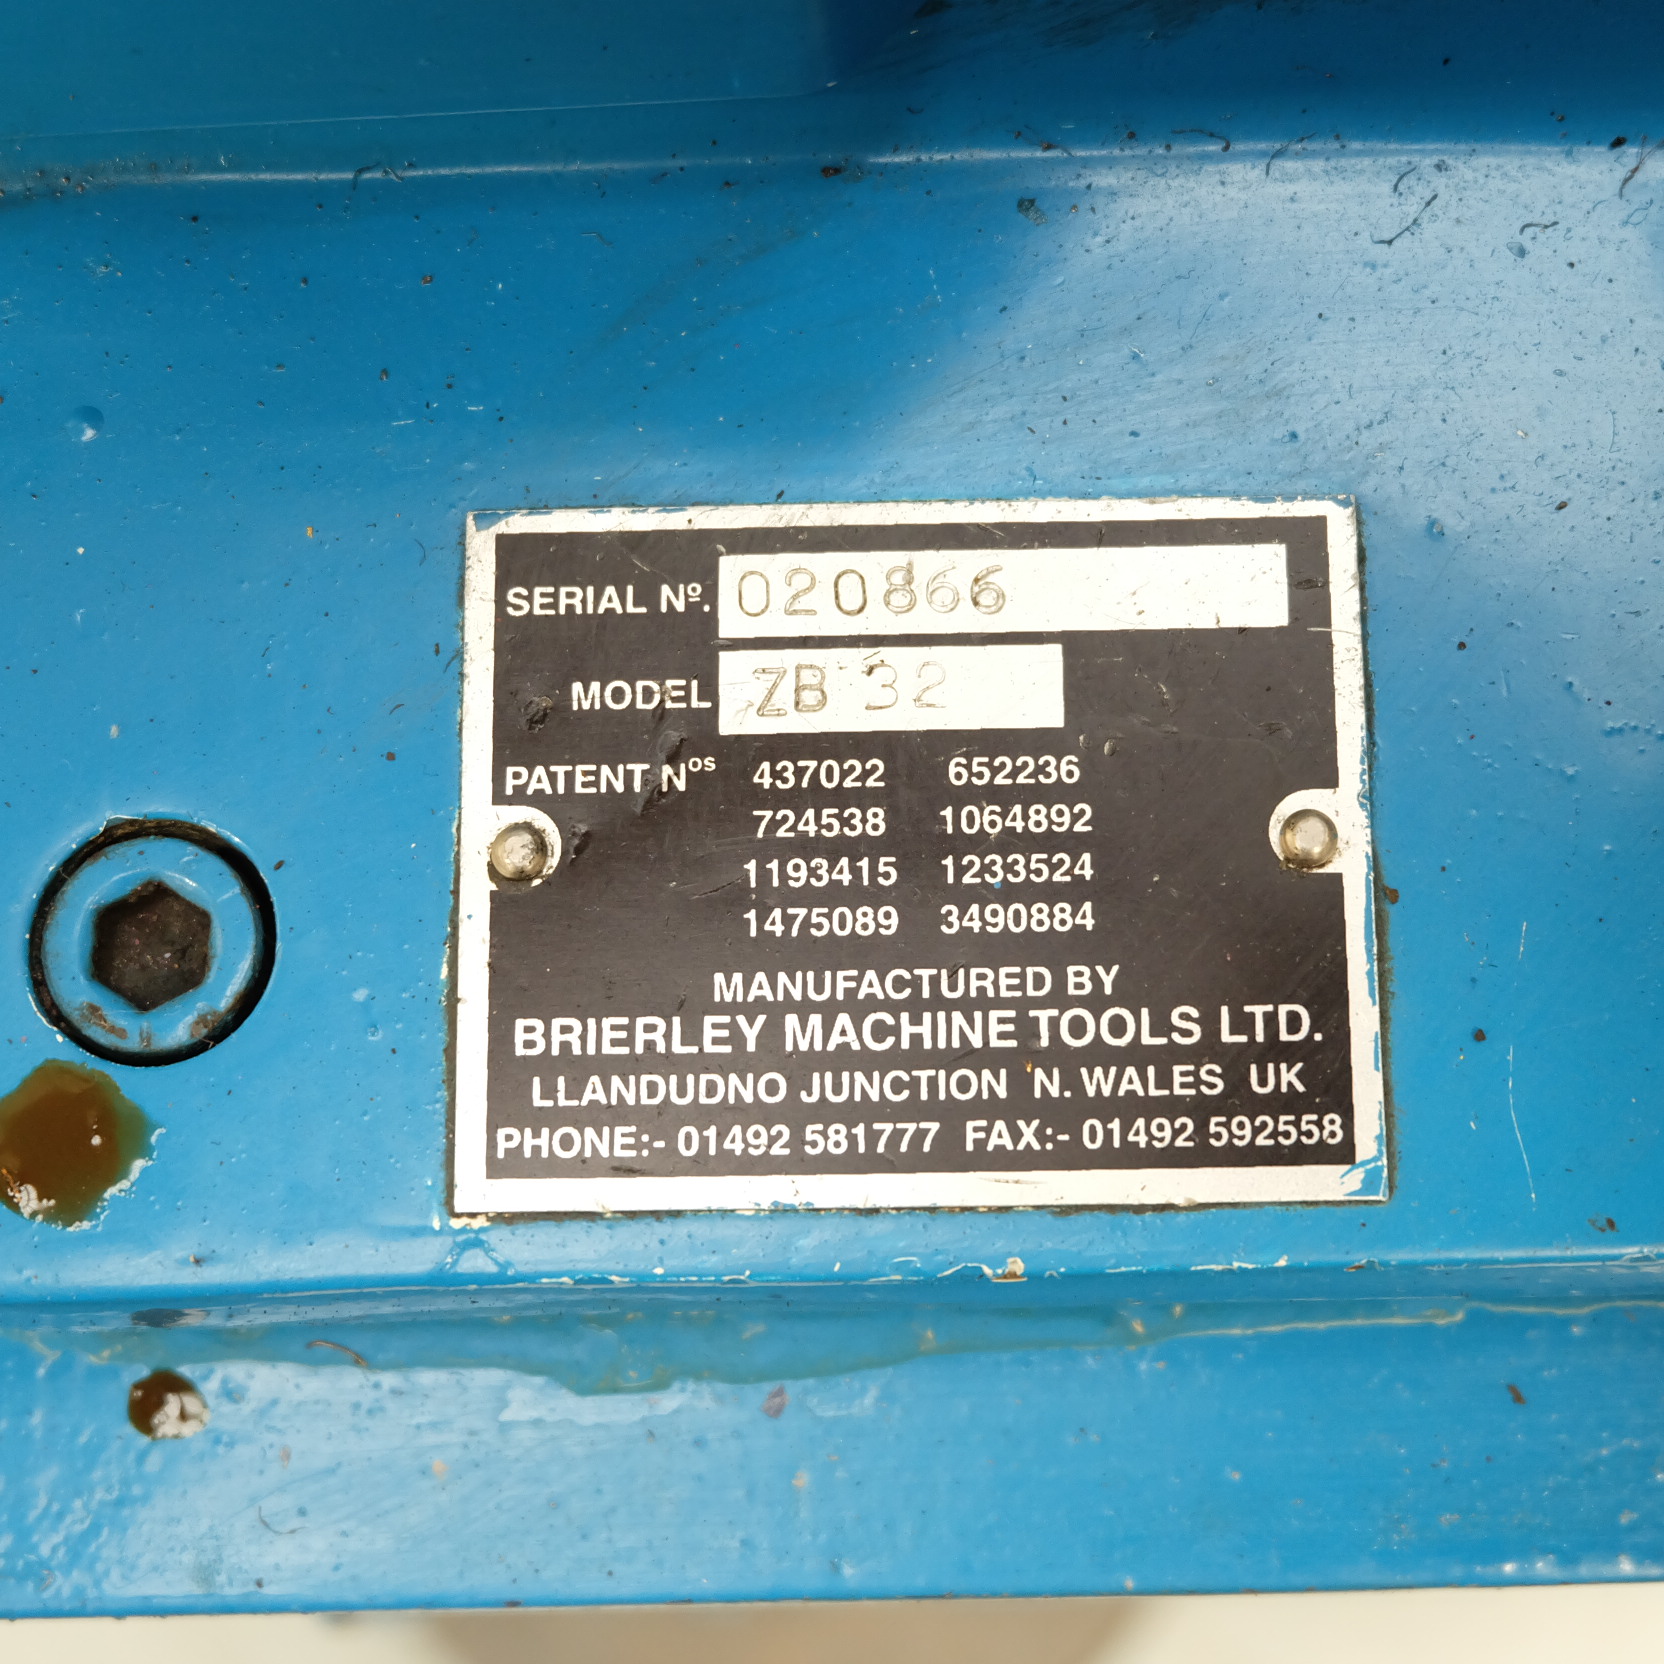 SERIAL Nº. 020866
MODEL ZB 32
PATENT Nos 437022 652236
724538 1064892
1193415 1233524
1475089 3490884
MANUFACTURED BY
BRIERLEY MACHINE TOOLS LTD.
LLANDUDNO JUNCTION N. WALES UK
PHONE:- 01492 581777 FAX:- 01492 592558